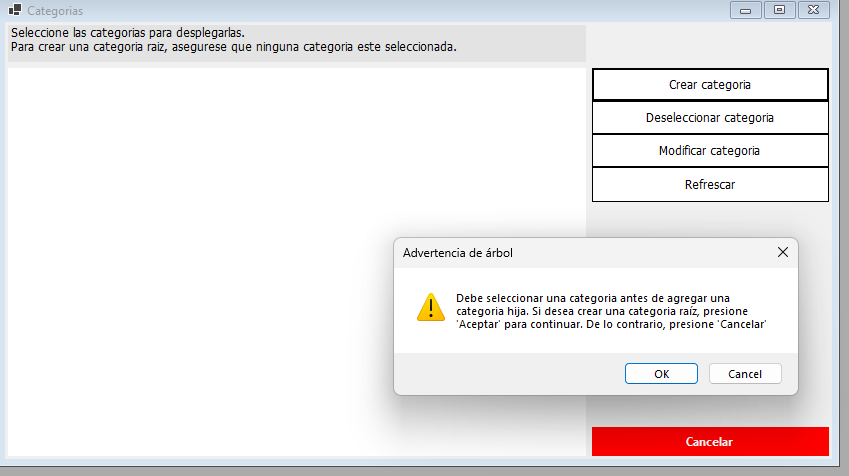 Categorias
Seleccione las categorias para desplegarlas.
Para crear una categoria raiz, asegurese que ninguna categoria este seleccionada.
Crear categoria
Deseleccionar categoria
Modificar categoria
Refrescar
Advertencia de árbol
Debe seleccionar una categoria antes de agregar una
categoria hija. Si desea crear una categoria raíz, presione
'Aceptar' para continuar. De lo contrario, presione 'Cancelar'
OK
Cancel
Cancelar